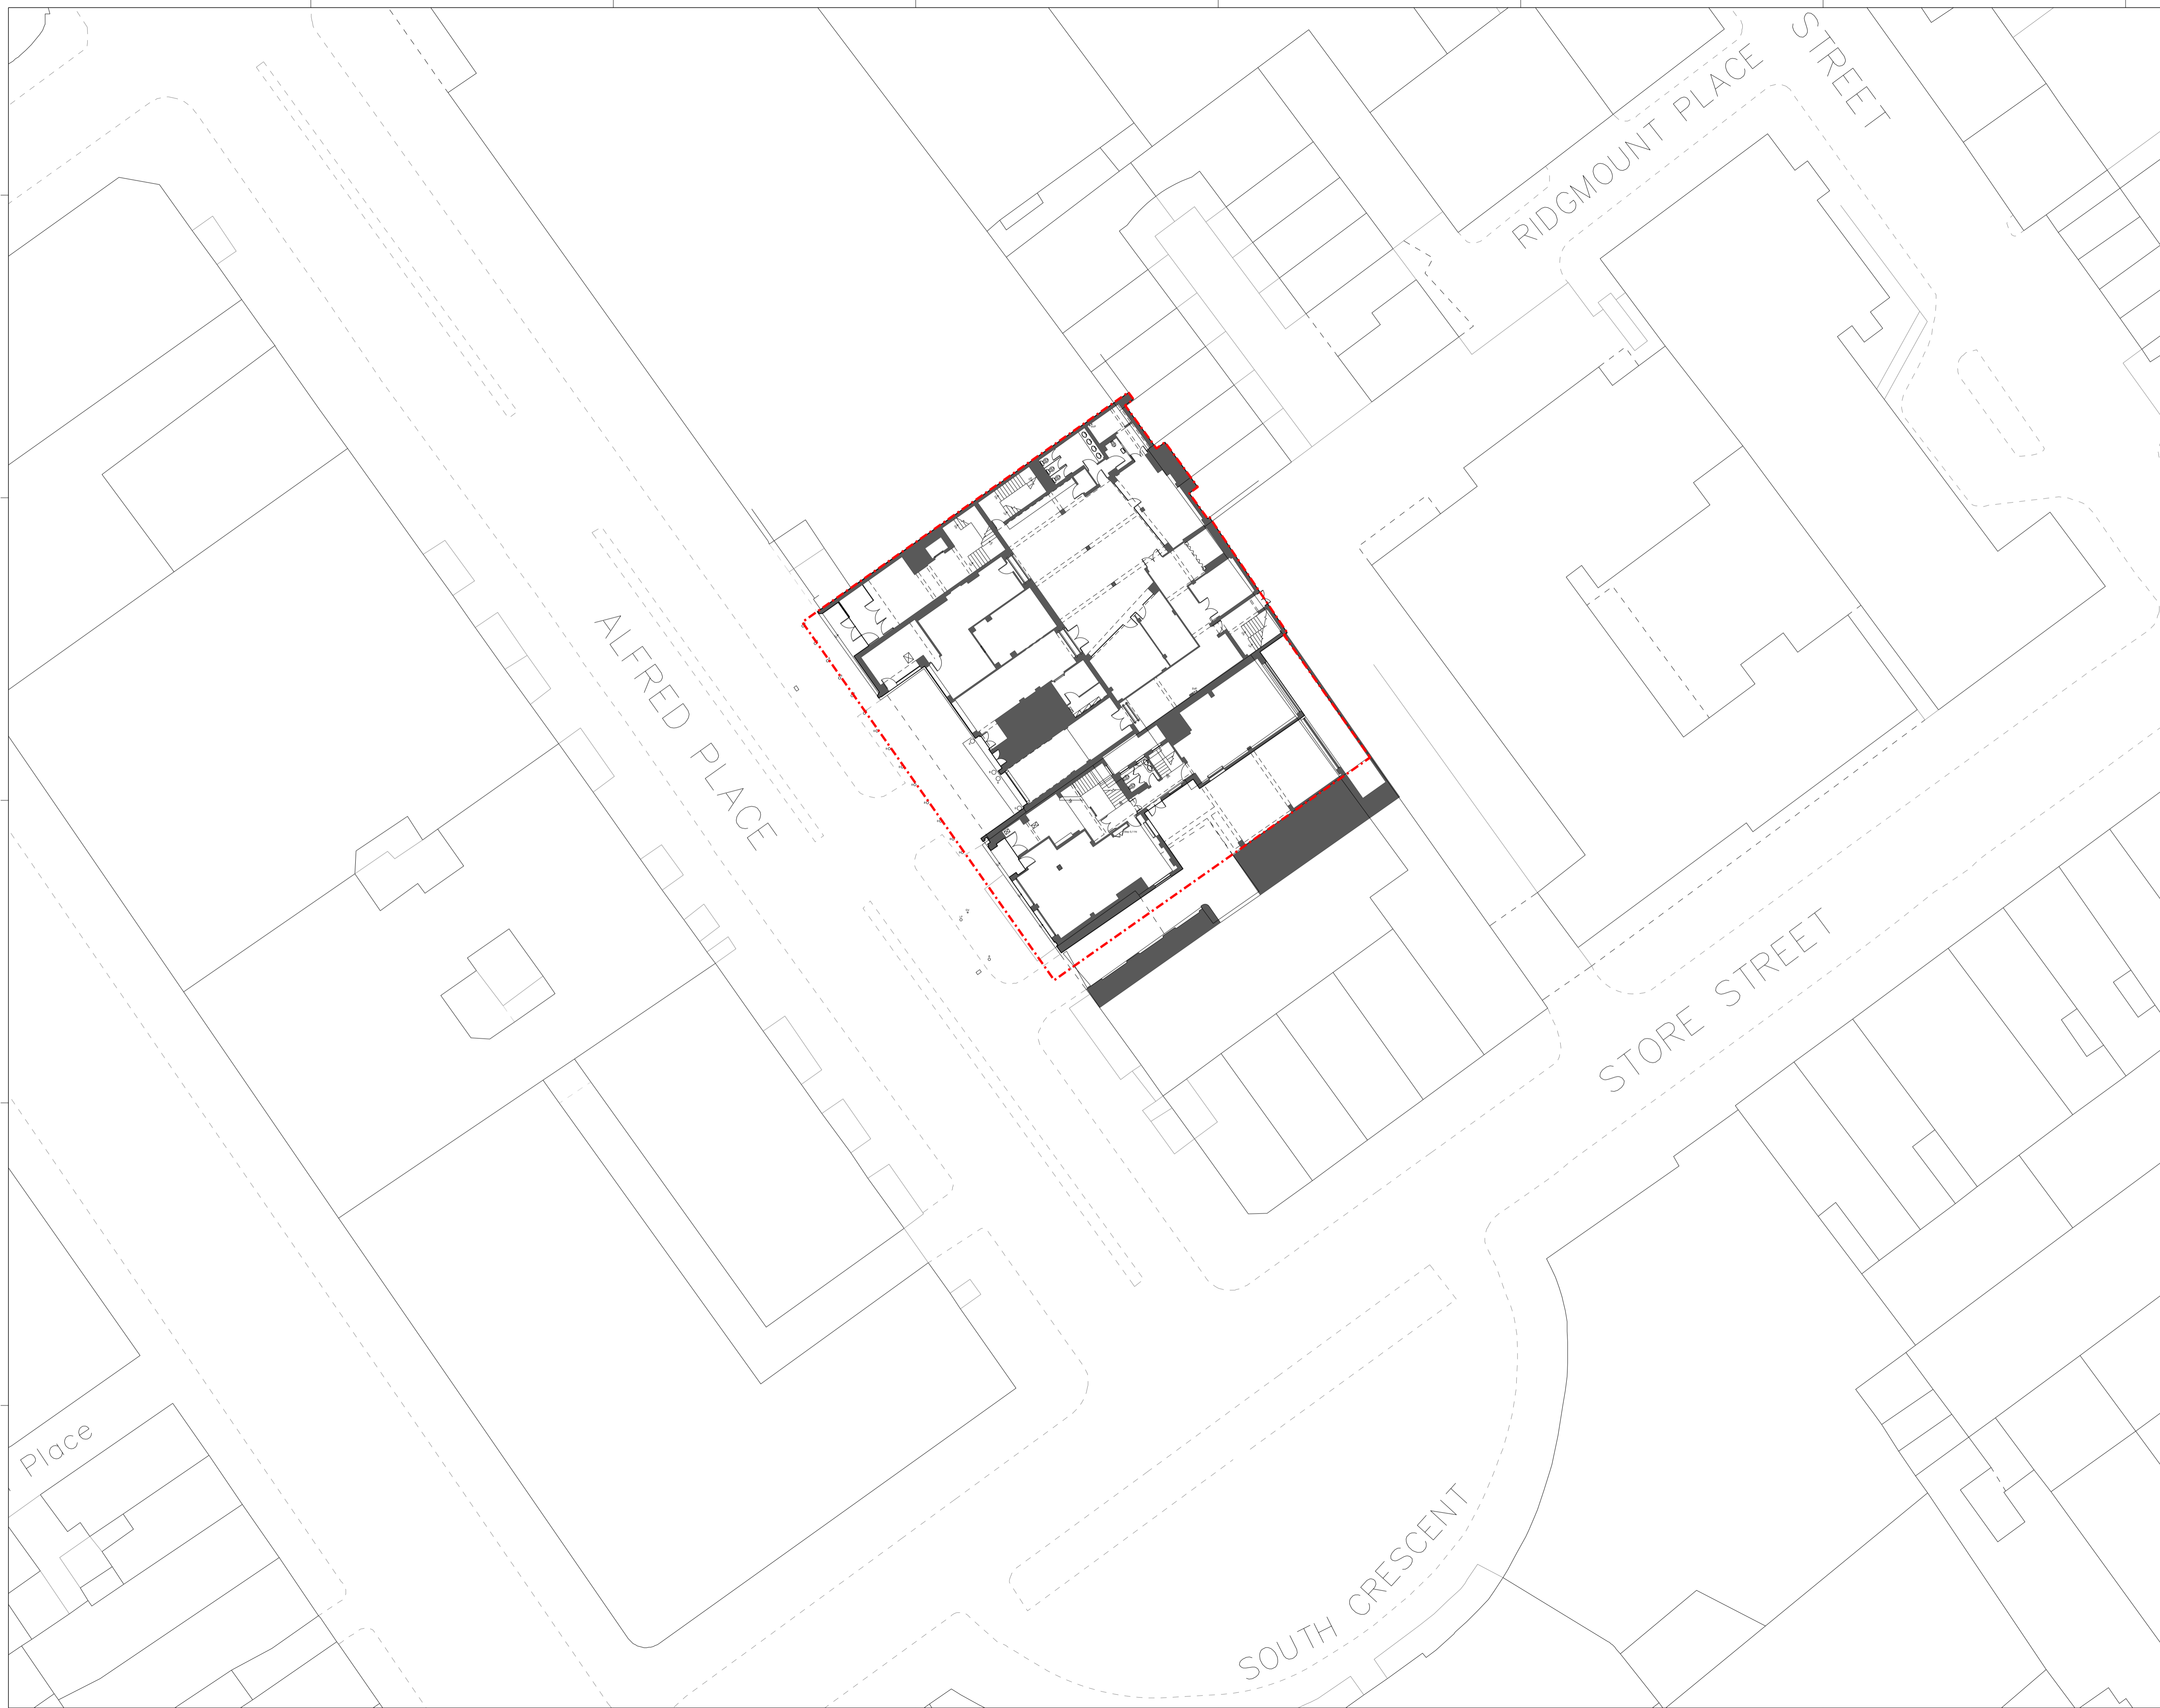 STREET
RIDGMOUNT PLACE
ALFRED PLACE
STORE STREET
Place
SOUTH CRESCENT